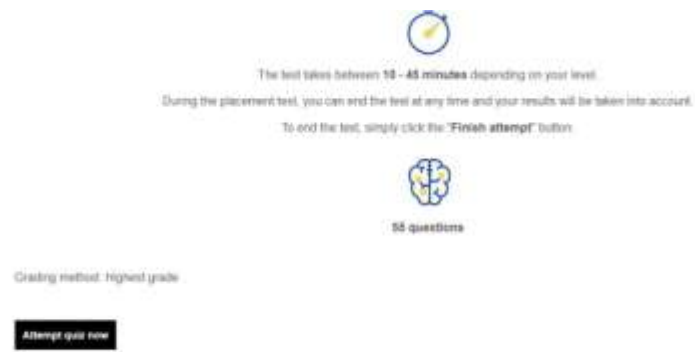 The test takes between 10 - 45 minutes depending on your level.
During the placement test, you can end the test at any time and your results will be taken into account.
To end the test, simply click the "Finish attempt" button.
55 questions
Grading method: Highest grade
Attempt quiz now